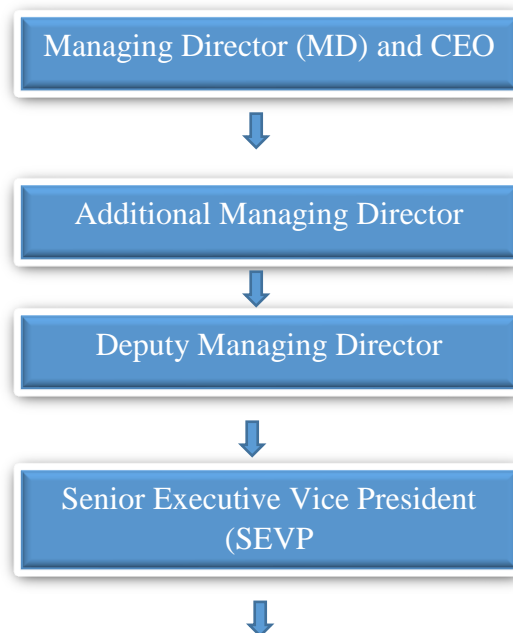 Managing Director (MD) and CEO
Additional Managing Director
Deputy Managing Director
Senior Executive Vice President
(SEVP